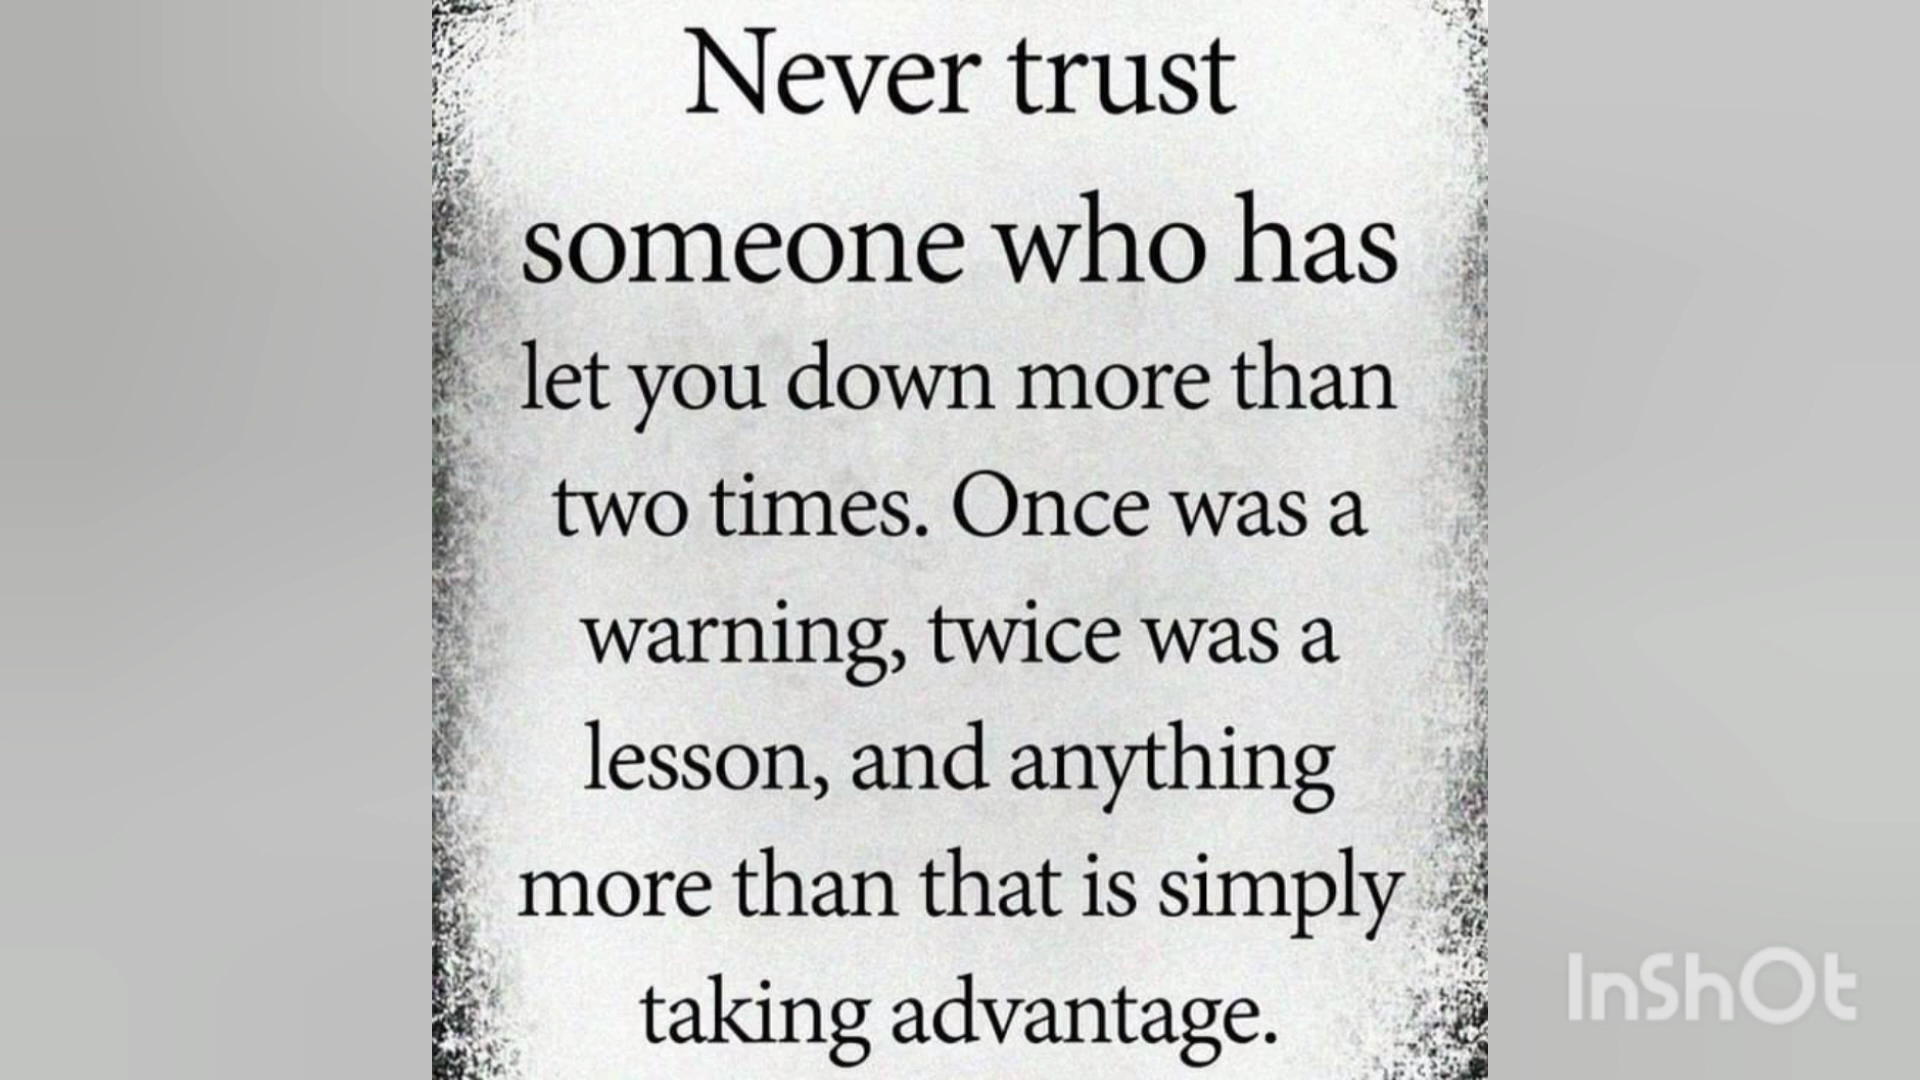 Never trust
someone who has
let you down more than
two times. Once was a
warning, twice was a
lesson, and anything
more than that is simply
taking advantage.
InShOt